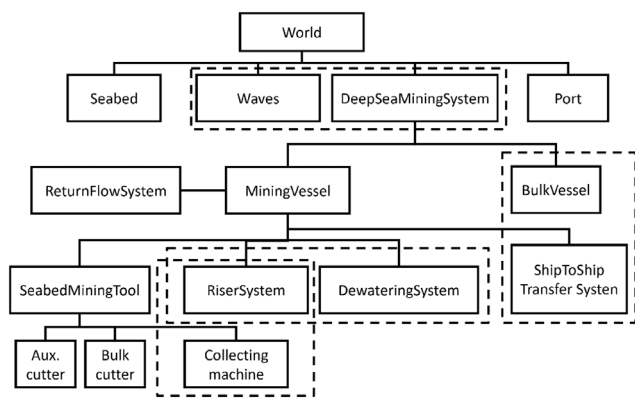 World
Seabed
Waves
DeepSeaMiningSystem
Port
ReturnFlowSystem
MiningVessel
BulkVessel
SeabedMiningTool
RiserSystem
DewateringSystem
ShipToShip
Transfer Systen
Aux.
cutter
Bulk
cutter
Collecting
machine